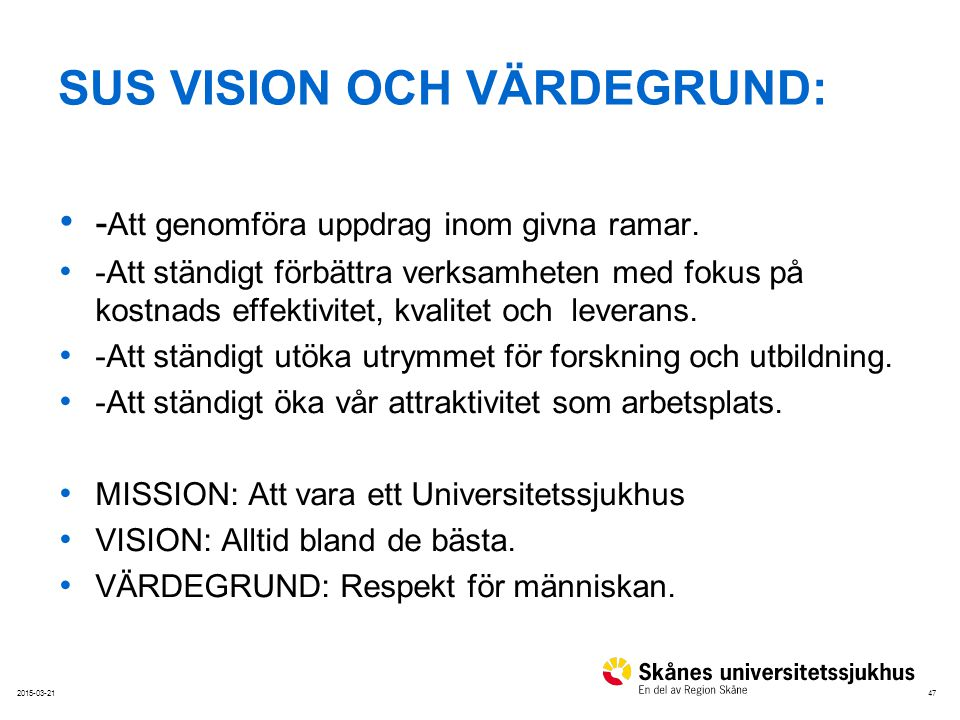 SUS VISION OCH VÄRDEGRUND:
• -Att genomföra uppdrag inom givna ramar.
• -Att ständigt förbättra verksamheten med fokus på
kostnads effektivitet, kvalitet och  leverans.
• -Att ständigt utöka utrymmet för forskning och utbildning.
• -Att ständigt öka vår attraktivitet som arbetsplats.
• MISSION: Att vara ett Universitetssjukhus
• VISION: Alltid bland de bästa.
• VÄRDEGRUND: Respekt för människan.
Skånes universitetssjukhus
En del av Region Skåne
2015-03-21
47